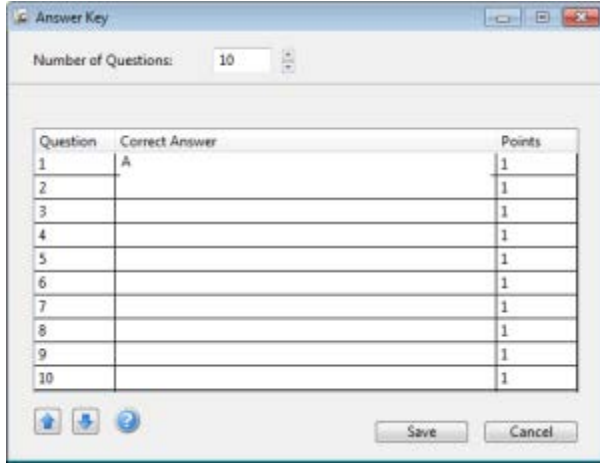 Answer Key
Number of Questions: 10
Question Correct Answer Points
1 A 1
2 1
3 1
4 1
5 1
6 1
7 1
8 1
9 1
10 1
Save Cancel